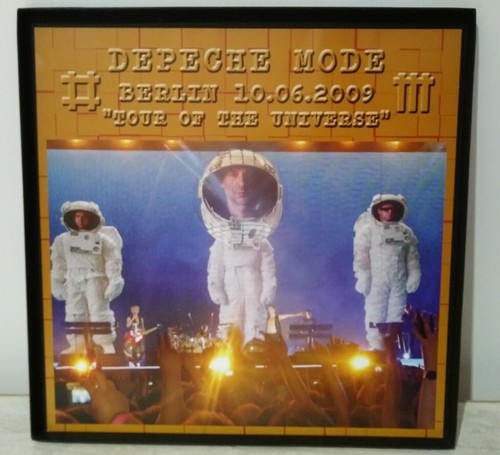 DEPECHE MODE
BERLIN 10.06.2009
"TOUR OF THE UNIVERSE"